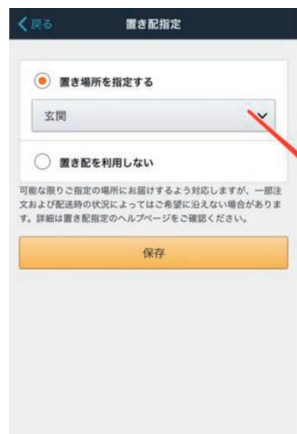 戻る 置き配指定
置き場所を指定する
玄関
置き配を利用しない
可能な限りご指定の場所にお届けするよう対応しますが、一部注
文および配送時の状況によってはご希望に沿えない場合がありま
す。詳細は置き配指定のヘルプページをご確認ください。
保存